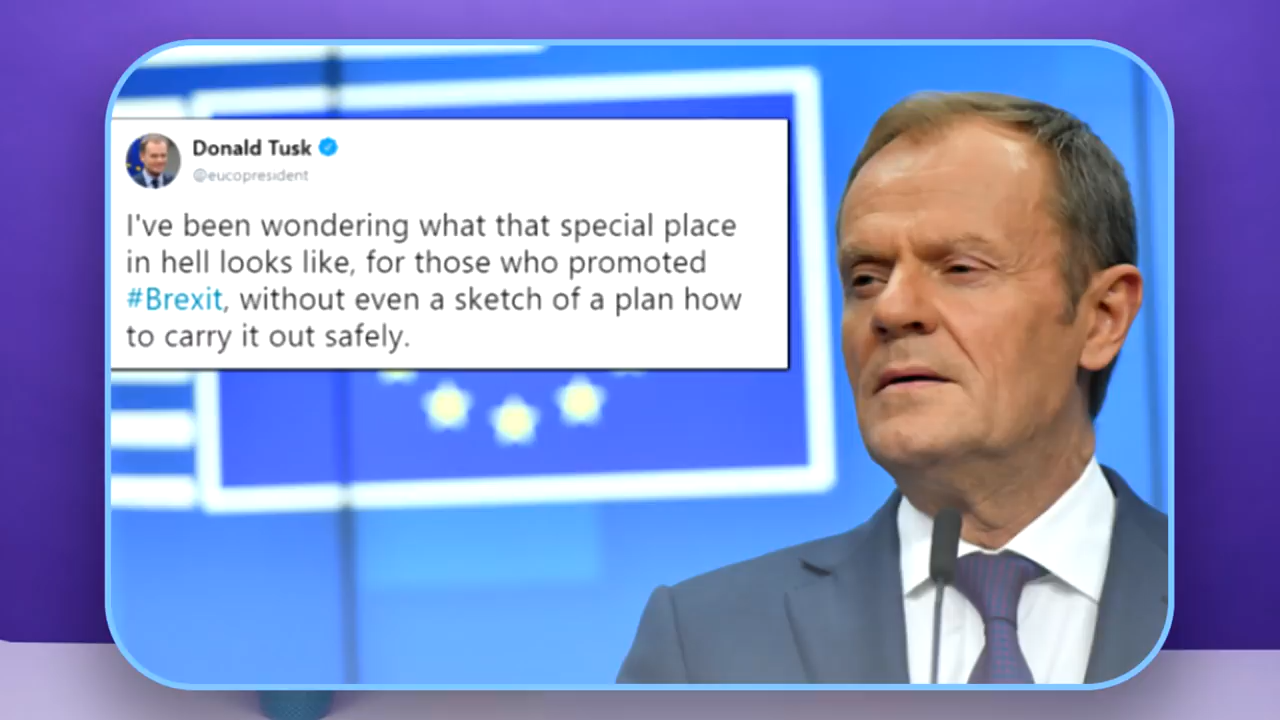 Donald Tusk
@eucopresident
I've been wondering what that special place
in hell looks like, for those who promoted
#Brexit, without even a sketch of a plan how
to carry it out safely.